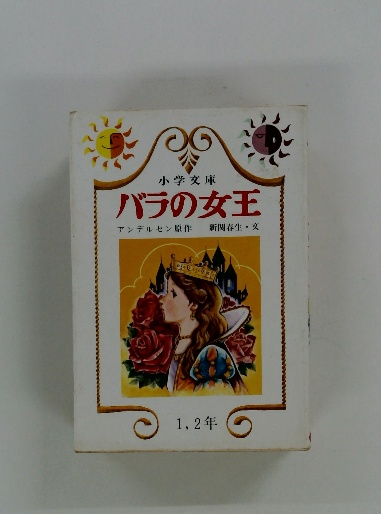 小学文庫
バラの女王
アンデルセン原作 新関春生・文
1,2年